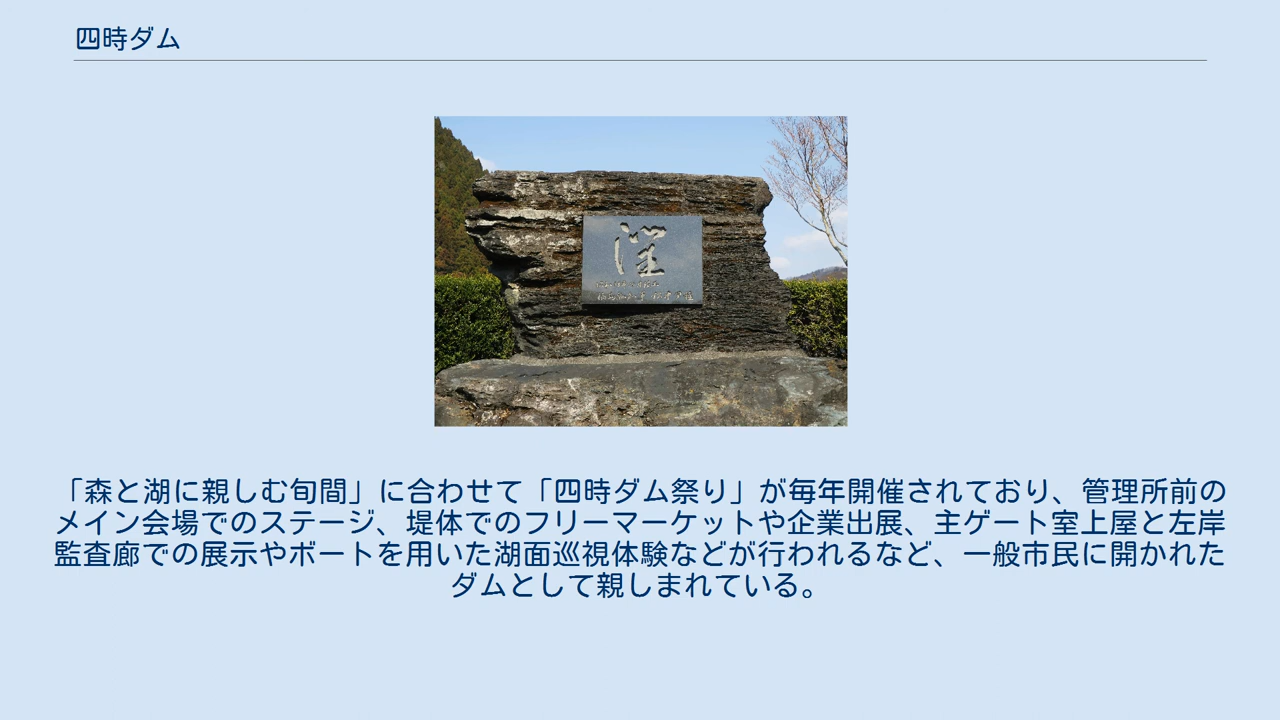 四時ダム
「森と湖に親しむ旬間」に合わせて「四時ダム祭り」が毎年開催されており、管理所前の
メイン会場でのステージ、堤体でのフリーマーケットや企業出展、主ゲート室上屋と左岸
監査廊での展示やボートを用いた湖面巡視体験などが行われるなど、一般市民に開かれた
ダムとして親しまれている。